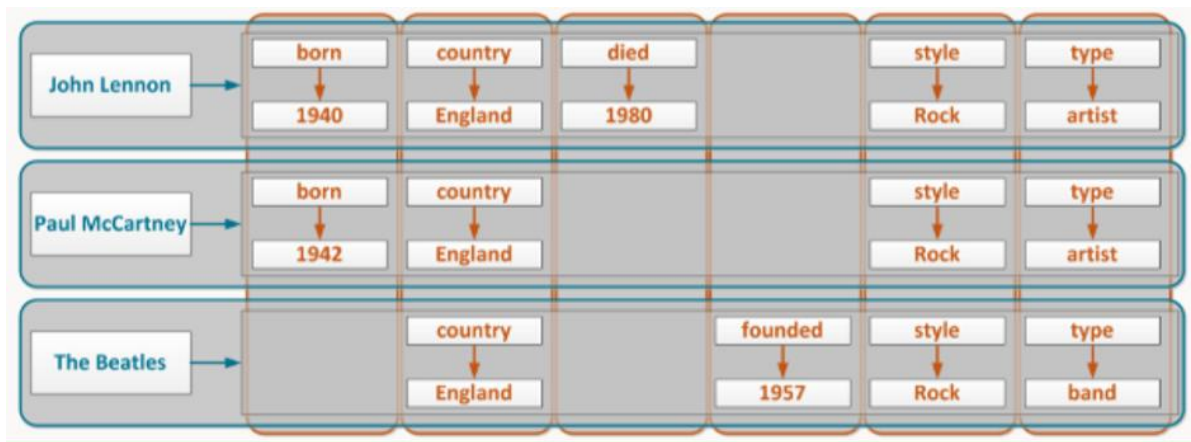 born country died style type
John Lennon
1940 England 1980 Rock artist
born country style type
Paul McCartney
1942 England Rock artist
country founded style type
The Beatles
England 1957 Rock band